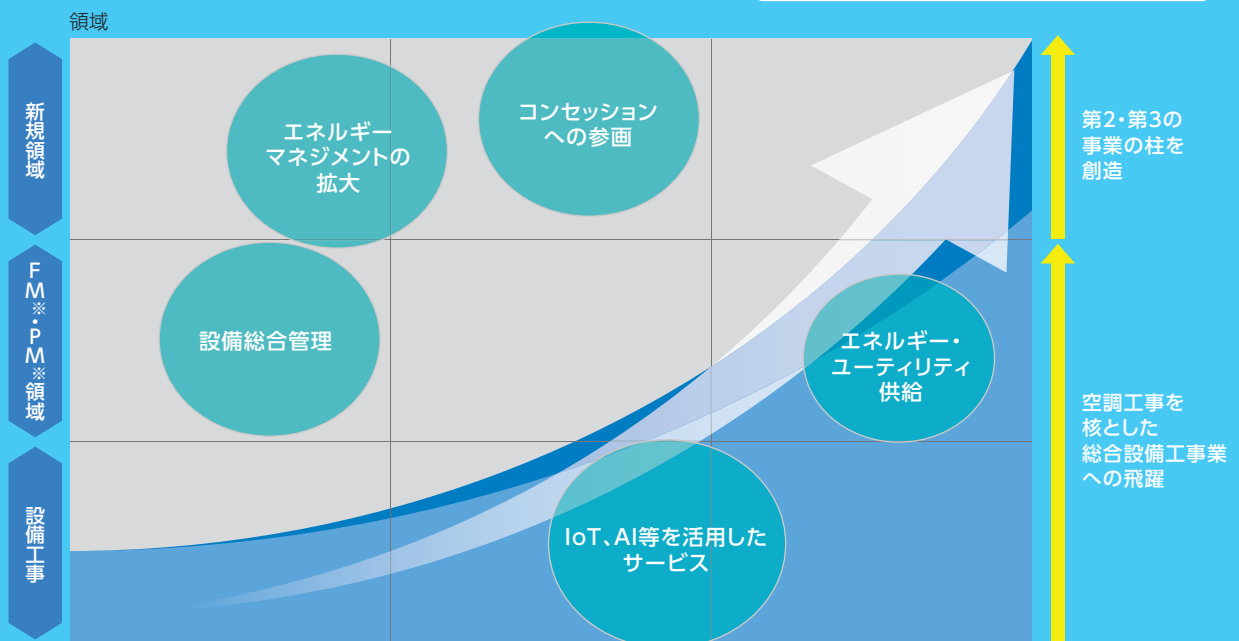 領域
新規領域
エネルギー
マネジメントの
拡大
コンセッション
への参画
第2・第3の
事業の柱を
創造
FM※・PM※領域
設備総合管理
エネルギー・
ユーティリティ
供給
空調工事を
核とした
総合設備工事業
への飛躍
設備工事
IoT、AI等を活用した
サービス